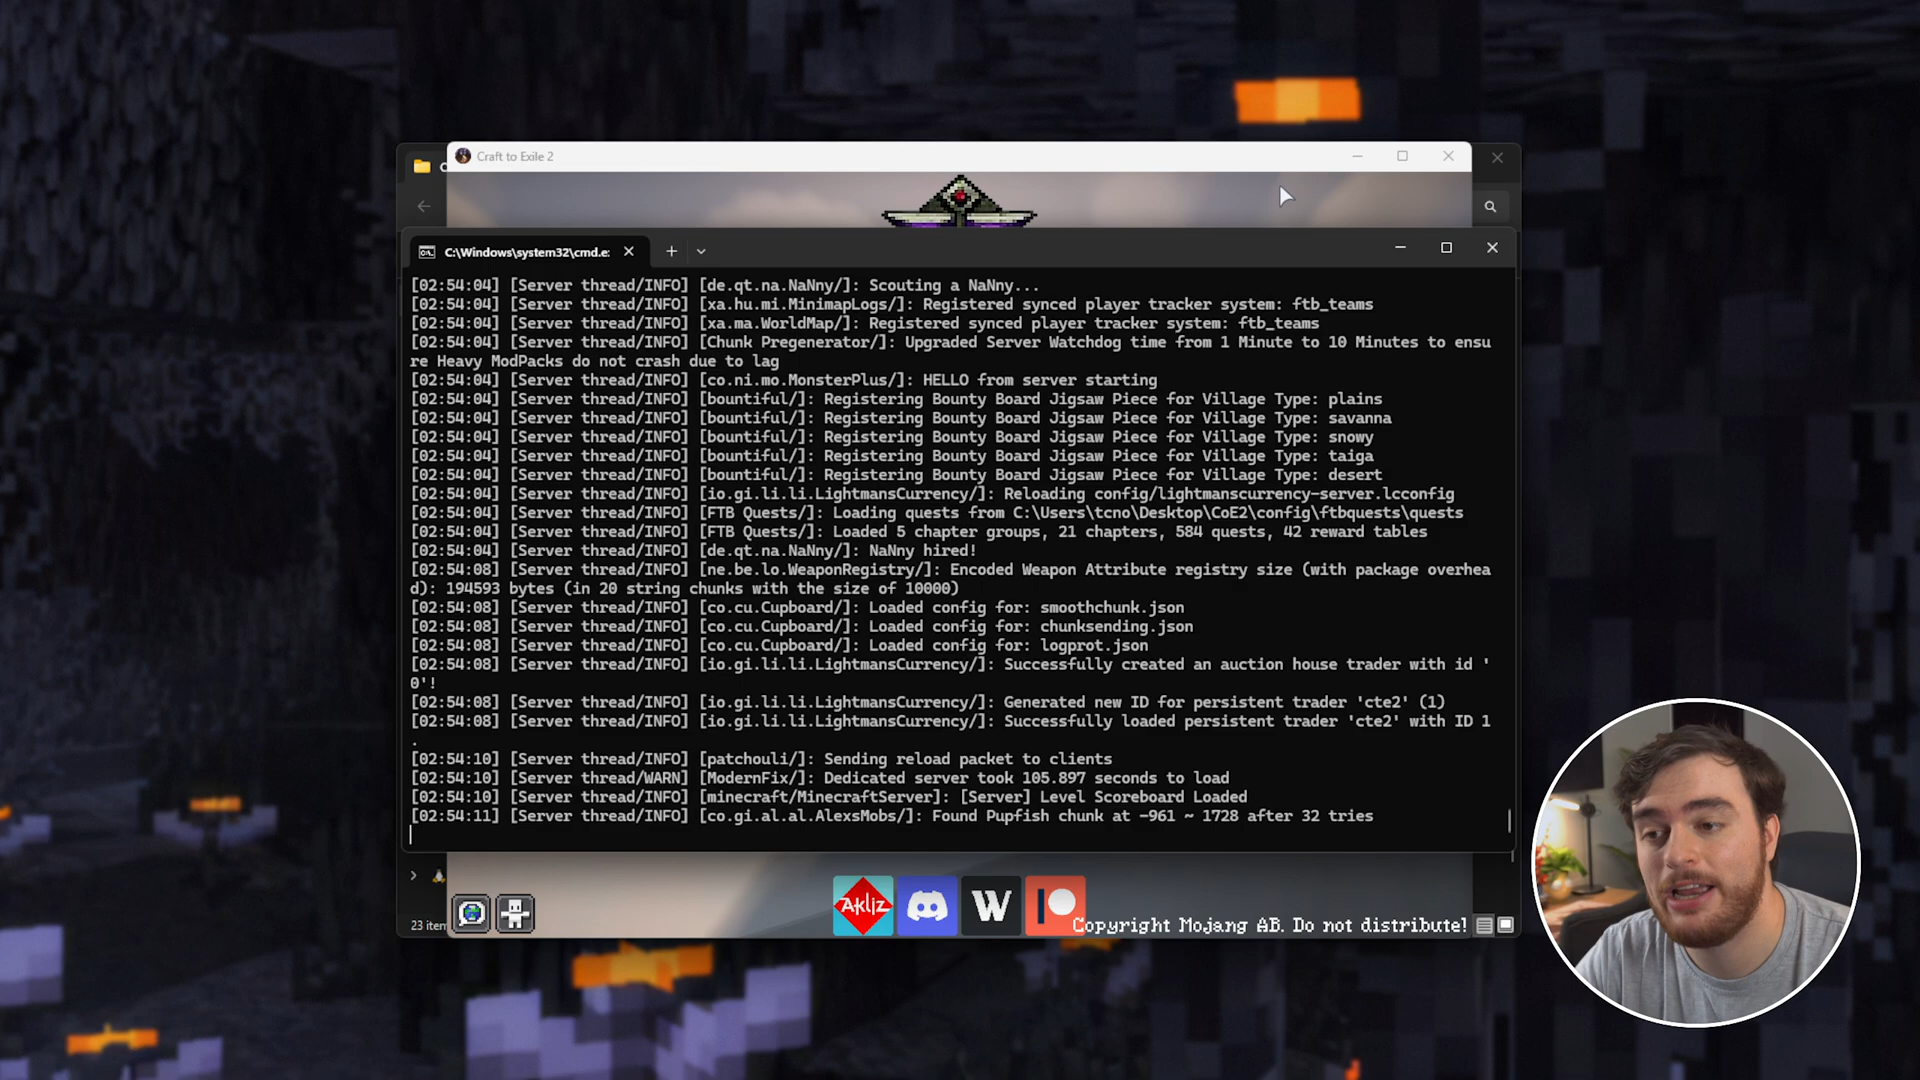 Craft to Exile 2
C:\Windows\system32\cmd.e:
[02:54:04] [Server thread/INFO] [de.qt.na.NaNny/]: Scouting a NaNny...
[02:54:04] [Server thread/INFO] [xa.hu.mi.MinimapLogs/]: Registered synced player tracker system: ftb_teams
[02:54:04] [Server thread/INFO] [xa.ma.WorldMap/]: Registered synced player tracker system: ftb_teams
[02:54:04] [Server thread/INFO] [Chunk Pregenerator/]: Upgraded Server Watchdog time from 1 Minute to 10 Minutes to ensu
re Heavy ModPacks do not crash due to lag
[02:54:04] [Server thread/INFO] [co.ni.mo.MonsterPlus/]: HELLO from server starting
[02:54:04] [Server thread/INFO] [bountiful/]: Registering Bounty Board Jigsaw Piece for Village Type: plains
[02:54:04] [Server thread/INFO] [bountiful/]: Registering Bounty Board Jigsaw Piece for Village Type: savanna
[02:54:04] [Server thread/INFO] [bountiful/]: Registering Bounty Board Jigsaw Piece for Village Type: snowy
[02:54:04] [Server thread/INFO] [bountiful/]: Registering Bounty Board Jigsaw Piece for Village Type: taiga
[02:54:04] [Server thread/INFO] [bountiful/]: Registering Bounty Board Jigsaw Piece for Village Type: desert
[02:54:04] [Server thread/INFO] [io.gi.li.li.LightmansCurrency/]: Reloading config/lightmanscurrency-server.lcconfig
[02:54:04] [Server thread/INFO] [FTB Quests/]: Loading quests from C:\Users\tcno\Desktop\CoE2\config\ftbquests\quests
[02:54:04] [Server thread/INFO] [FTB Quests/]: Loaded 5 chapter groups, 21 chapters, 584 quests, 42 reward tables
[02:54:04] [Server thread/INFO] [de.qt.na.NaNny/]: NaNny hired!
[02:54:08] [Server thread/INFO] [ne.be.lo.WeaponRegistry/]: Encoded Weapon Attribute registry size (with package overhea
d): 194593 bytes (in 20 string chunks with the size of 10000)
[02:54:08] [Server thread/INFO] [co.cu.Cupboard/]: Loaded config for: smoothchunk.json
[02:54:08] [Server thread/INFO] [co.cu.Cupboard/]: Loaded config for: chunksending.json
[02:54:08] [Server thread/INFO] [co.cu.Cupboard/]: Loaded config for: logprot.json
[02:54:08] [Server thread/INFO] [io.gi.li.li.LightmansCurrency/]: Successfully created an auction house trader with id '
0'!
[02:54:08] [Server thread/INFO] [io.gi.li.li.LightmansCurrency/]: Generated new ID for persistent trader 'cte2' (1)
[02:54:08] [Server thread/INFO] [io.gi.li.li.LightmansCurrency/]: Successfully loaded persistent trader 'cte2' with ID 1
.
[02:54:10] [Server thread/INFO] [patchouli/]: Sending reload packet to clients
[02:54:10] [Server thread/WARN] [ModernFix/]: Dedicated server took 105.897 seconds to load
[02:54:10] [Server thread/INFO] [minecraft/MinecraftServer]: [Server] Level Scoreboard Loaded
[02:54:11] [Server thread/INFO] [co.gi.al.al.AlexsMobs/]: Found Pupfish chunk at -961 ~ 1728 after 32 tries
Akliz
W
23 item
Copyright Mojang AB. Do not distribute!